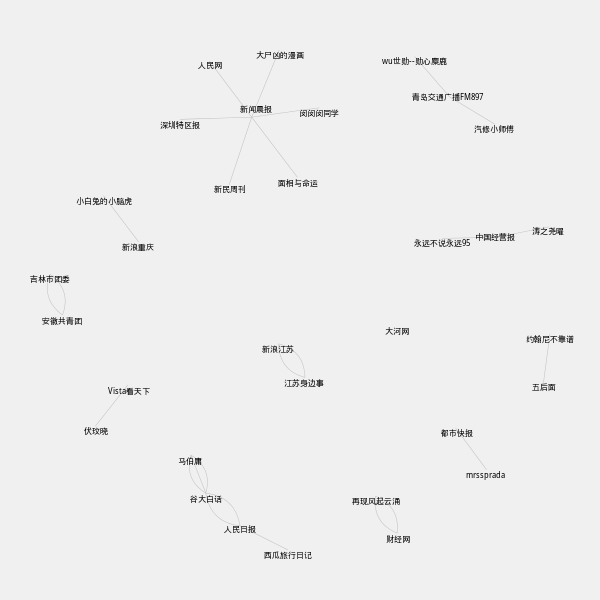 大尸凶的漫画
人民网
wu世勋--勋心麋鹿
青岛交通广播FM897
新闻晨报
闵闵闵同学
深圳特区报
汽修小师傅
面相与命运
新民周刊
小白兔的小脑虎
新浪重庆
永远不说永远95
中国经营报
濤之尧曜
吉林市团委
安徽共青团
大河网
约翰尼不靠谱
新浪江苏
江苏身边事
五后面
Vista看天下
伏玟晓
都市快报
mrssprada
马伯庸
谷大白话
再现风起云涌
人民日报
财经网
西瓜旅行日记